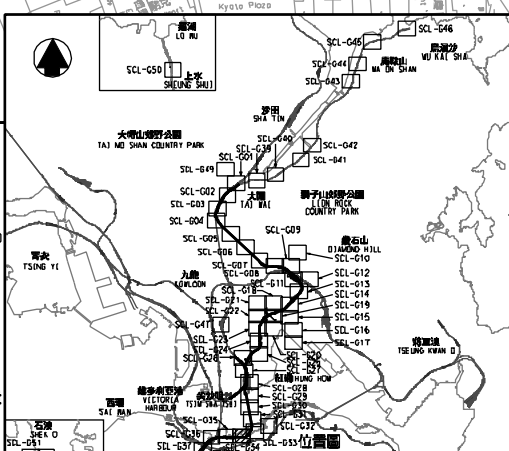 Kyoto Plaza
羅湖
LO WU
SCL-G50
上水
SHEUNG SHUI
SCL-G46
SCL-G45
烏溪沙
WU KAI SHA
SCL-G44
馬鞍山
MA ON SHAN
SCL-G43
沙田
SHA TIN
大帽山郊野公園
TAI MO SHAN COUNTRY PARK
SCL-G40
SCL-G39
SCL-G42
SCL-G01
SCL-G41
SCL-G49
SCL-G02
大圍
TAI WAI
獅子山郊野公園
LION ROCK
COUNTRY PARK
SCL-G03
SCL-G04
SCL-G09
SCL-G05
鑽石山
DIAMOND HILL
SCL-G06
SCL-G10
青衣
TSING YI
SCL-G07
SCL-G08
九龍
KOWLOON
SCL-G11
SCL-G12
SCL-G13
SCL-G18
SCL-G14
SCL-G21
SCL-G19
SCL-G22
SCL-G15
SCL-G47
SCL-G16
SCL-G23
SCL-G17
將軍澳
TSEUNG KWAN O
SCL-G24
SCL-G20
SCL-G26
紅磡
HUNG HOM
維多利亞港
VICTORIA
HARBOUR
TSIM SHA TSUI
SCL-G28
SCL-G29
SCL-G30
SCL-G31
西環
SAI WAN
SCL-G35
SCL-G32
石澳
SHEK O
SCL-G51
SCL-G36
SCL-G37
SCL-G34
SCL-G33
位置圖